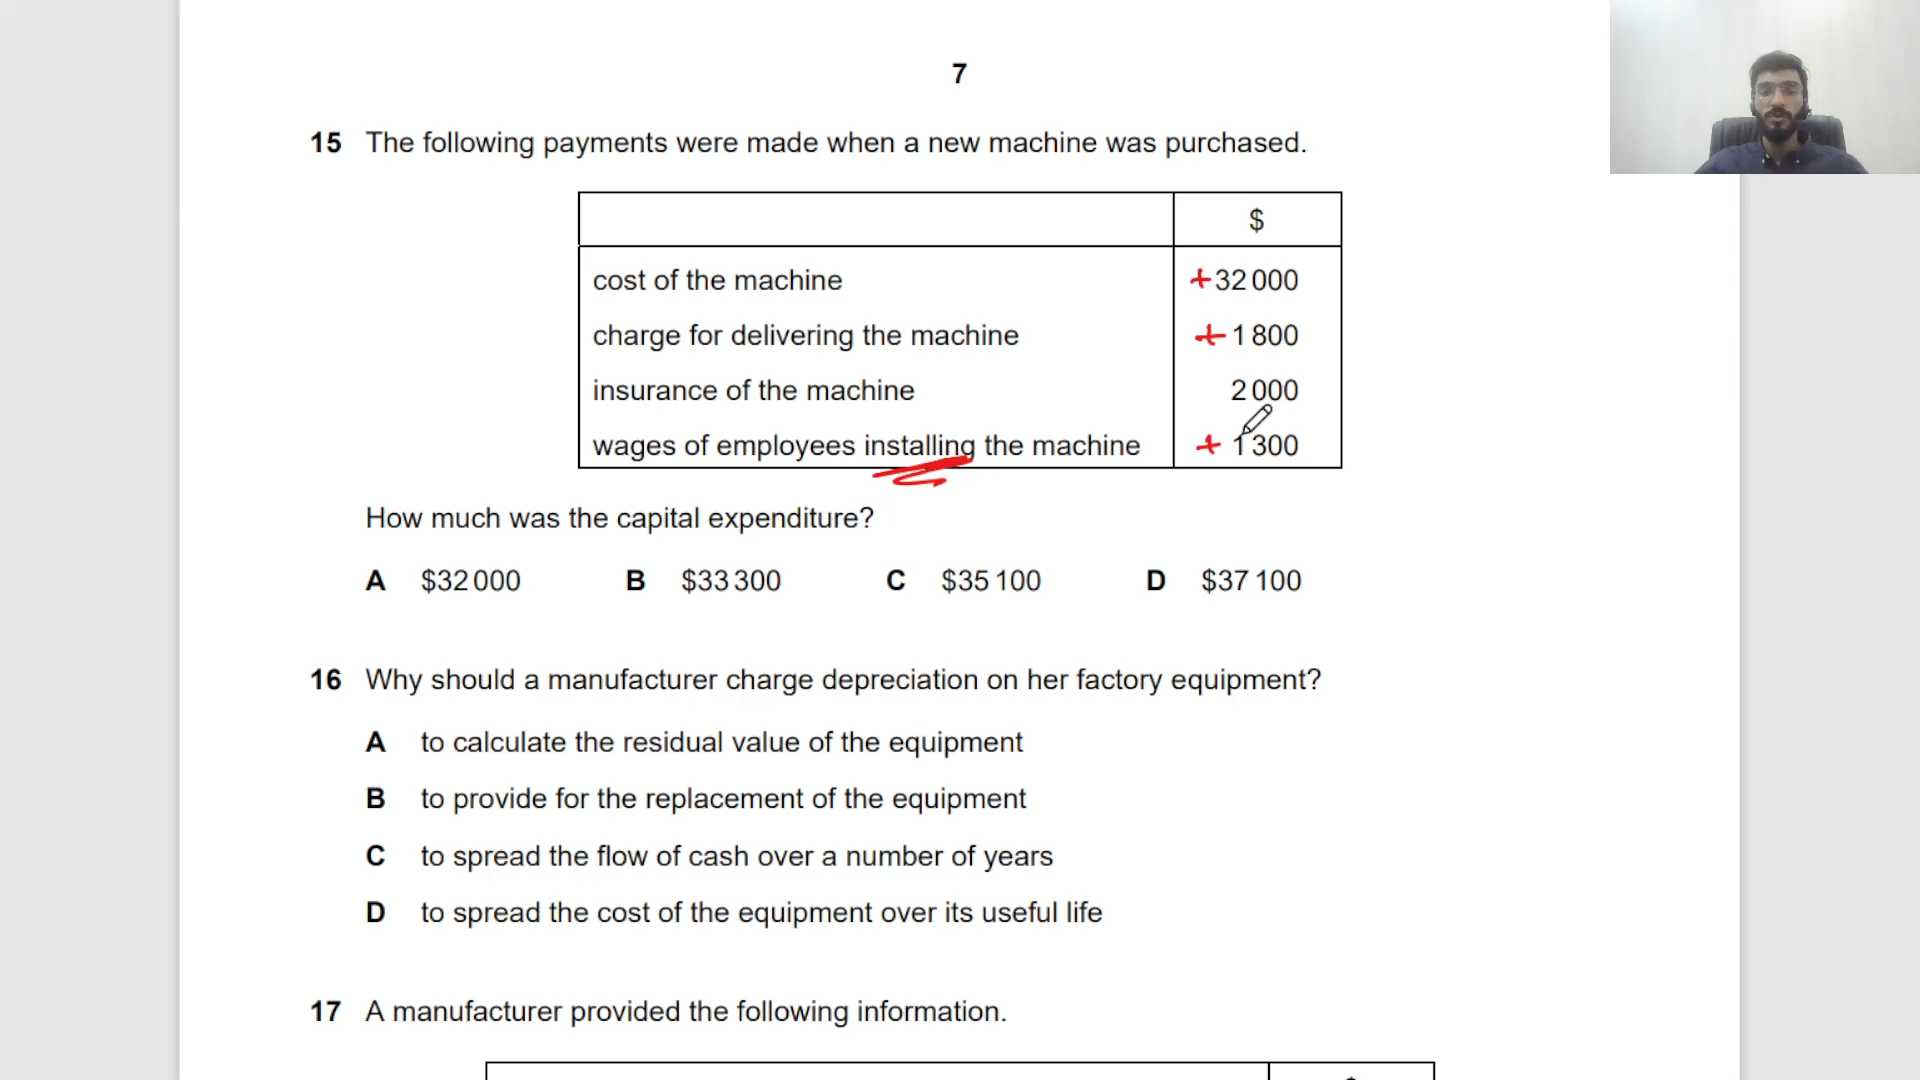 7
15 The following payments were made when a new machine was purchased.
$
cost of the machine +32 000
charge for delivering the machine +1 800
insurance of the machine 2 000
wages of employees installing the machine + 1 300
How much was the capital expenditure?
A $32 000 B $33 300 C $35 100 D $37 100
16 Why should a manufacturer charge depreciation on her factory equipment?
A to calculate the residual value of the equipment
B to provide for the replacement of the equipment
C to spread the flow of cash over a number of years
D to spread the cost of the equipment over its useful life
17 A manufacturer provided the following information.